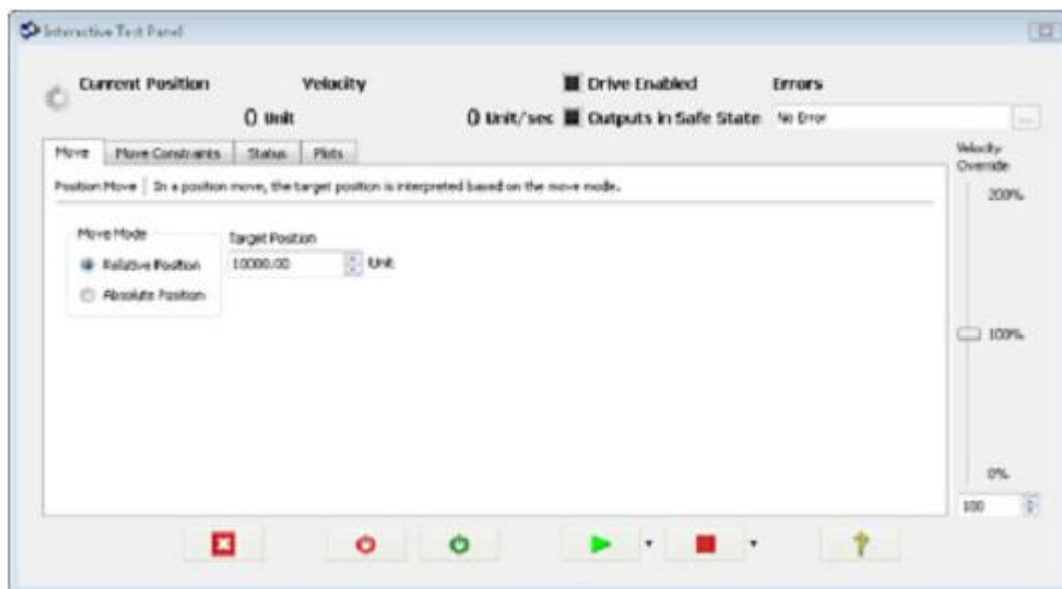 Interactive Test Panel
Current Position Velocity Drive Enabled Errors
0 Unit 0 Unit/sec Outputs in Safe State No Error ...
Move Move Constraints Status Plots
Velocity Override
Position Move | In a position move, the target position is interpreted based on the move mode.
200%
Move Mode Target Position
Relative Position 10000.00 Unit
Absolute Position
100%
0%
100